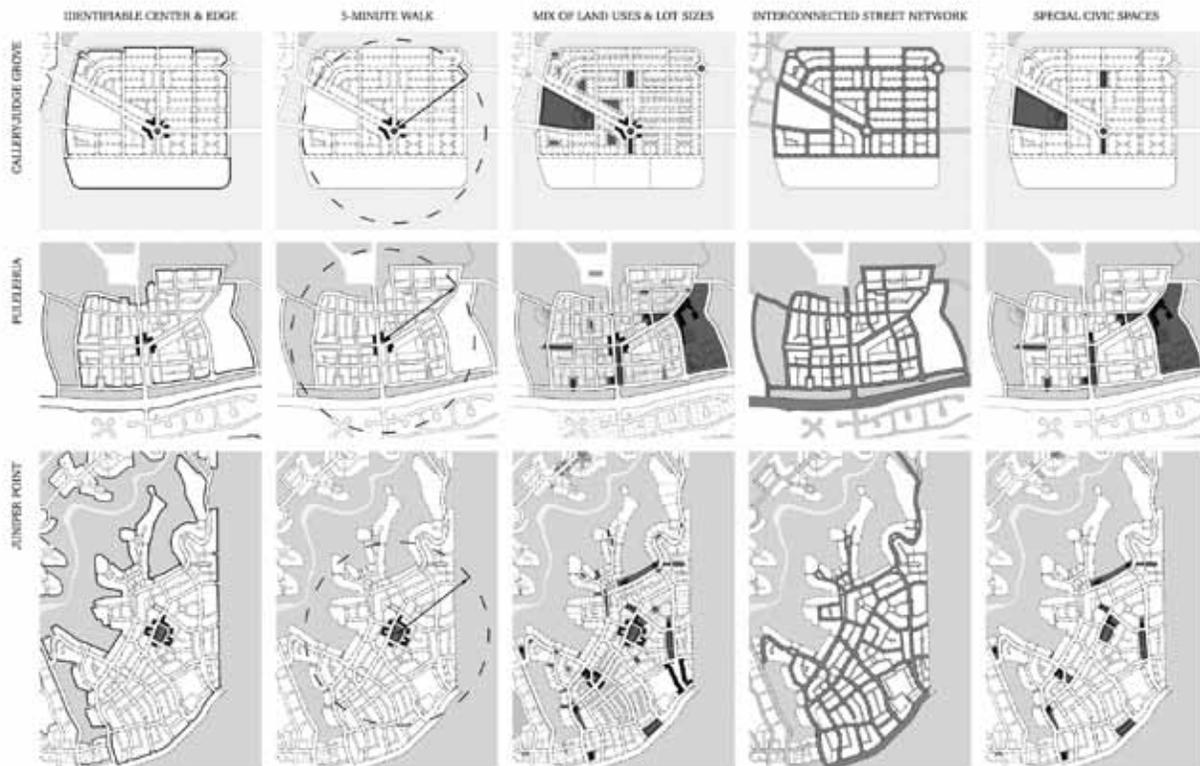 IDENTIFIABLE CENTER & EDGE
5-MINUTE WALK
MIX OF LAND USES & LOT SIZES
INTERCONNECTED STREET NETWORK
SPECIAL CIVIC SPACES
CALLERY-JUDGE GROVE
PULELEHUA
JUNIPER POINT